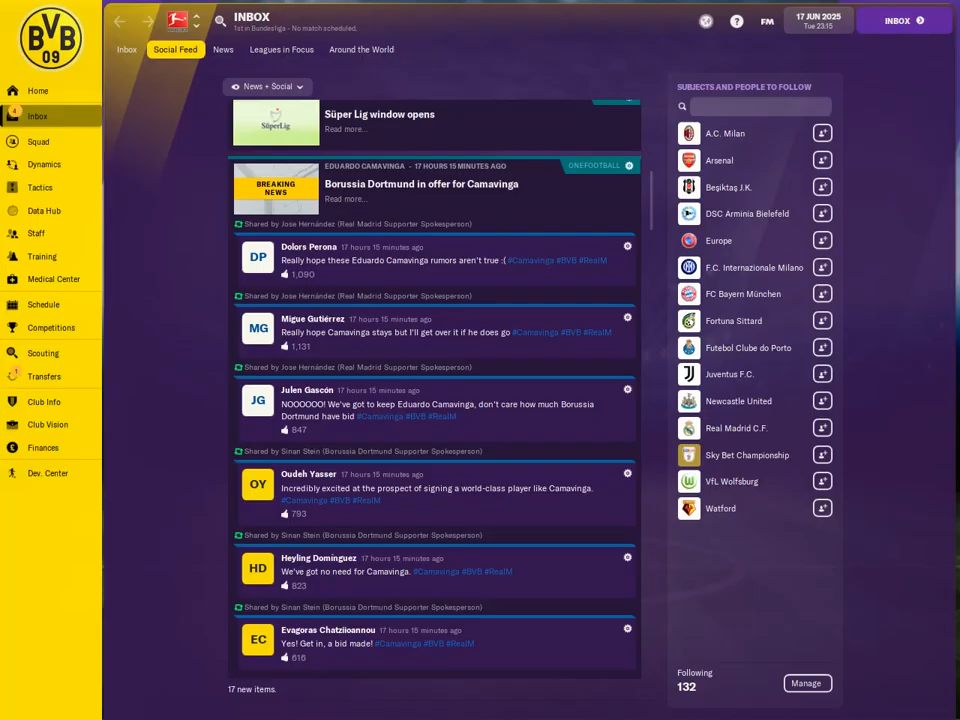 BVB
09
INBOX
1st in Bundesliga - No match scheduled.
?
FM
17 JUN 2025
Tue 23:15
INBOX
Inbox
Social Feed
News
Leagues in Focus
Around the World
Home
4
Inbox
Squad
Dynamics
Tactics
Data Hub
Staff
Training
Medical Center
Schedule
Competitions
Scouting
1
Transfers
Club Info
Club Vision
Finances
Dev. Center
News + Social
SüperLig
Süper Lig window opens
Read more...
BREAKING
NEWS
EDUARDO CAMAVINGA - 17 HOURS 15 MINUTES AGO
ONEFOOTBALL
Borussia Dortmund in offer for Camavinga
Read more...
Shared by Jose Hernández (Real Madrid Supporter Spokesperson)
DP
Dolors Perona 17 hours 15 minutes ago
Really hope these Eduardo Camavinga rumors aren't true :( #Camavinga #BVB #RealM
1,090
Shared by Jose Hernández (Real Madrid Supporter Spokesperson)
MG
Migue Gutiérrez 17 hours 15 minutes ago
Really hope Camavinga stays but I'll get over it if he does go #Camavinga #BVB #RealM
1,131
Shared by Jose Hernández (Real Madrid Supporter Spokesperson)
JG
Julen Gascón 17 hours 15 minutes ago
NOOOOOO! We've got to keep Eduardo Camavinga, don't care how much Borussia
Dortmund have bid #Camavinga #BVB #RealM
847
Shared by Sinan Stein (Borussia Dortmund Supporter Spokesperson)
OY
Oudeh Yasser 17 hours 15 minutes ago
Incredibly excited at the prospect of signing a world-class player like Camavinga.
#Camavinga #BVB #RealM
793
Shared by Sinan Stein (Borussia Dortmund Supporter Spokesperson)
HD
Heyling Domínguez 17 hours 15 minutes ago
We've got no need for Camavinga. #Camavinga #BVB #RealM
823
Shared by Sinan Stein (Borussia Dortmund Supporter Spokesperson)
EC
Evagoras Chatziioannou 17 hours 15 minutes ago
Yes! Get in, a bid made! #Camavinga #BVB #RealM
616
17 new items.
SUBJECTS AND PEOPLE TO FOLLOW
A.C. Milan
Arsenal
Beşiktaş J.K.
DSC Arminia Bielefeld
Europe
F.C. Internazionale Milano
FC Bayern München
Fortuna Sittard
Futebol Clube do Porto
Juventus F.C.
Newcastle United
Real Madrid C.F.
Sky Bet Championship
VfL Wolfsburg
Watford
Following
132
Manage